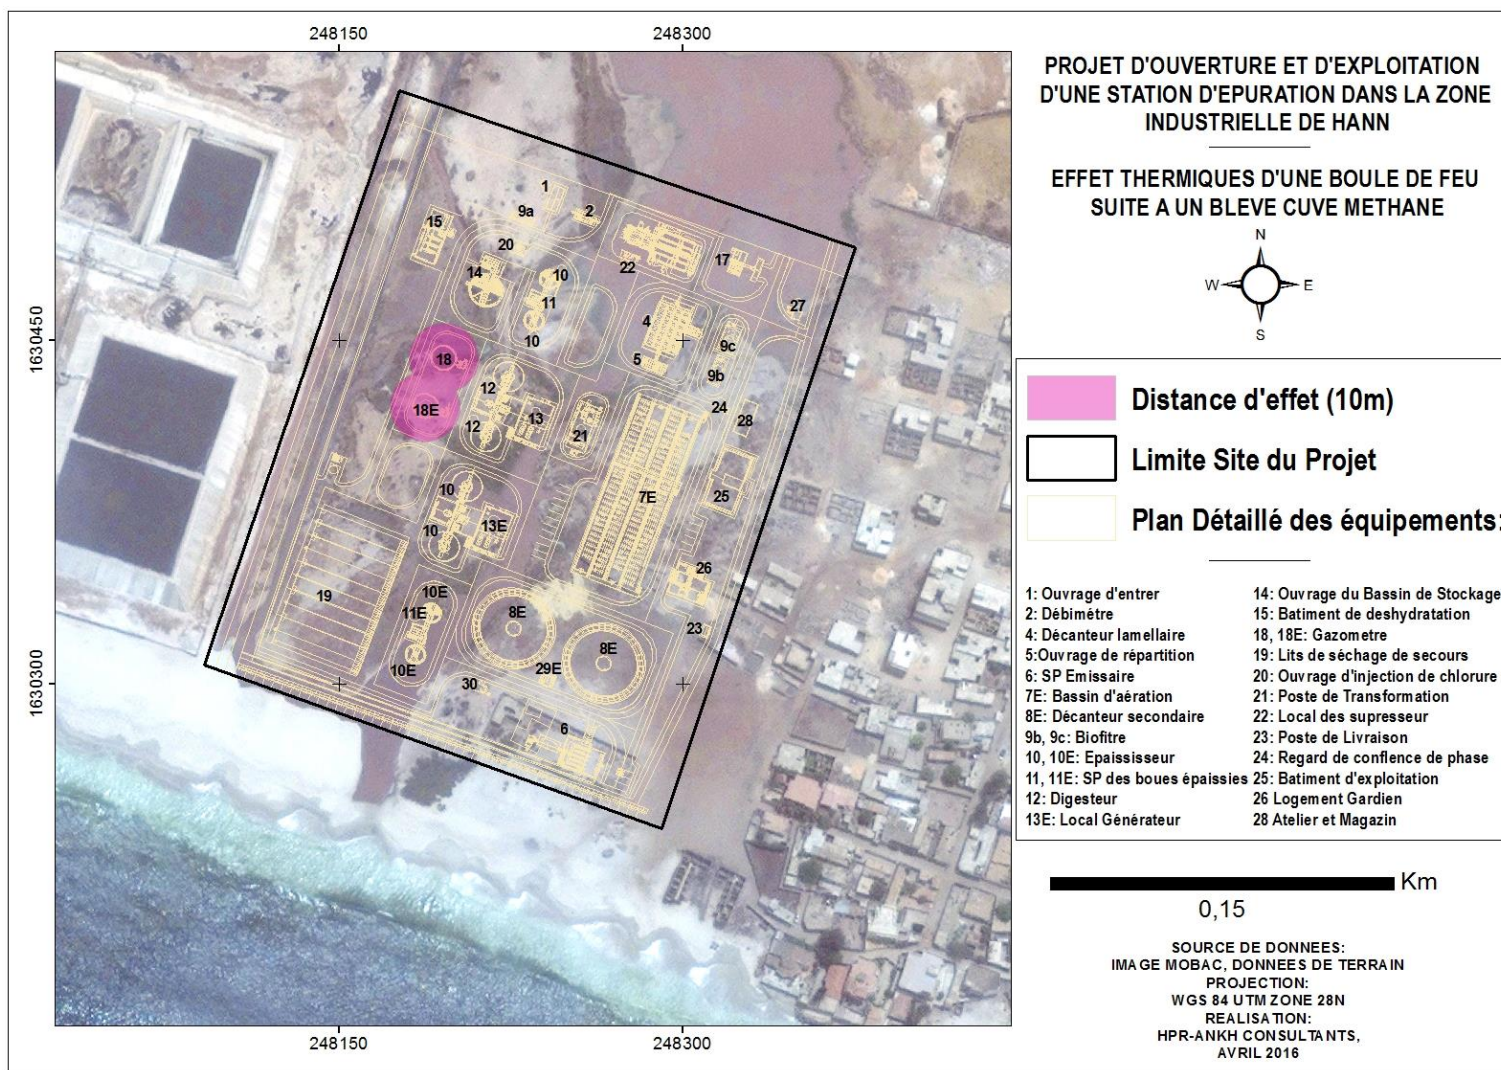 248150
248300
1630450
1630300
248150
248300
1
9a
2
15
20
22
17
14
10
11
10
27
4
9c
5
9b
18
18E
12
12
13
21
24
28
25
7E
10
10
13E
26
23
19
10E
11E
10E
8E
8E
29E
30
6
PROJET D'OUVERTURE ET D'EXPLOITATION
D'UNE STATION D'EPURATION DANS LA ZONE
INDUSTRIELLE DE HANN
EFFET THERMIQUES D'UNE BOULE DE FEU
SUITE A UN BLEVE CUVE METHANE
N
W
E
S
Distance d'effet (10m)
Limite Site du Projet
Plan Détaillé des équipements:
1: Ouvrage d'entrer
2: Débimétre
4: Décanteur lamellaire
5:Ouvrage de répartition
6: SP Emissaire
7E: Bassin d'aération
8E: Décanteur secondaire
9b, 9c: Biofitre
10, 10E: Epaississeur
11, 11E: SP des boues épaissies
12: Digesteur
13E: Local Générateur
14: Ouvrage du Bassin de Stockage
15: Batiment de deshydratation
18, 18E: Gazometre
19: Lits de séchage de secours
20: Ouvrage d'injection de chlorure
21: Poste de Transformation
22: Local des supresseur
23: Poste de Livraison
24: Regard de conflence de phase
25: Batiment d'exploitation
26 Logement Gardien
28 Atelier et Magazin
Km
0,15
SOURCE DE DONNEES:
IMAGE MOBAC, DONNEES DE TERRAIN
PROJECTION:
WGS 84 UTM ZONE 28N
REALISATION:
HPR-ANKH CONSULTANTS,
AVRIL 2016